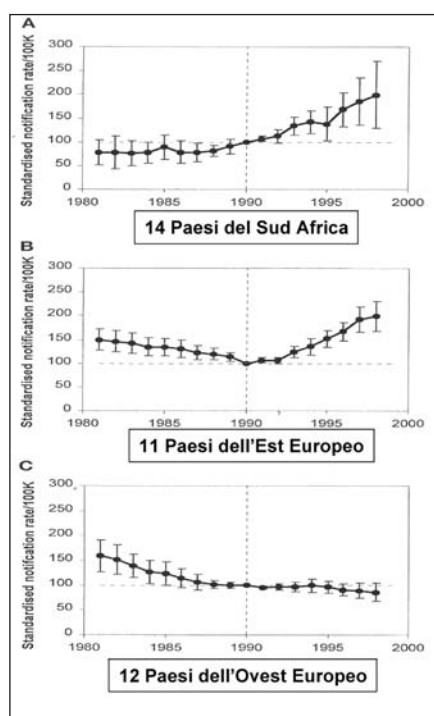 A
Standardised notification rate/100K
300
250
200
150
100
50
0
1980 1985 1990 1995 2000
14 Paesi del Sud Africa
B
Standardised notification rate/100K
300
250
200
150
100
50
0
1980 1985 1990 1995 2000
11 Paesi dell'Est Europeo
C
Standardised notification rate/100K
300
250
200
150
100
50
0
1980 1985 1990 1995 2000
12 Paesi dell'Ovest Europeo